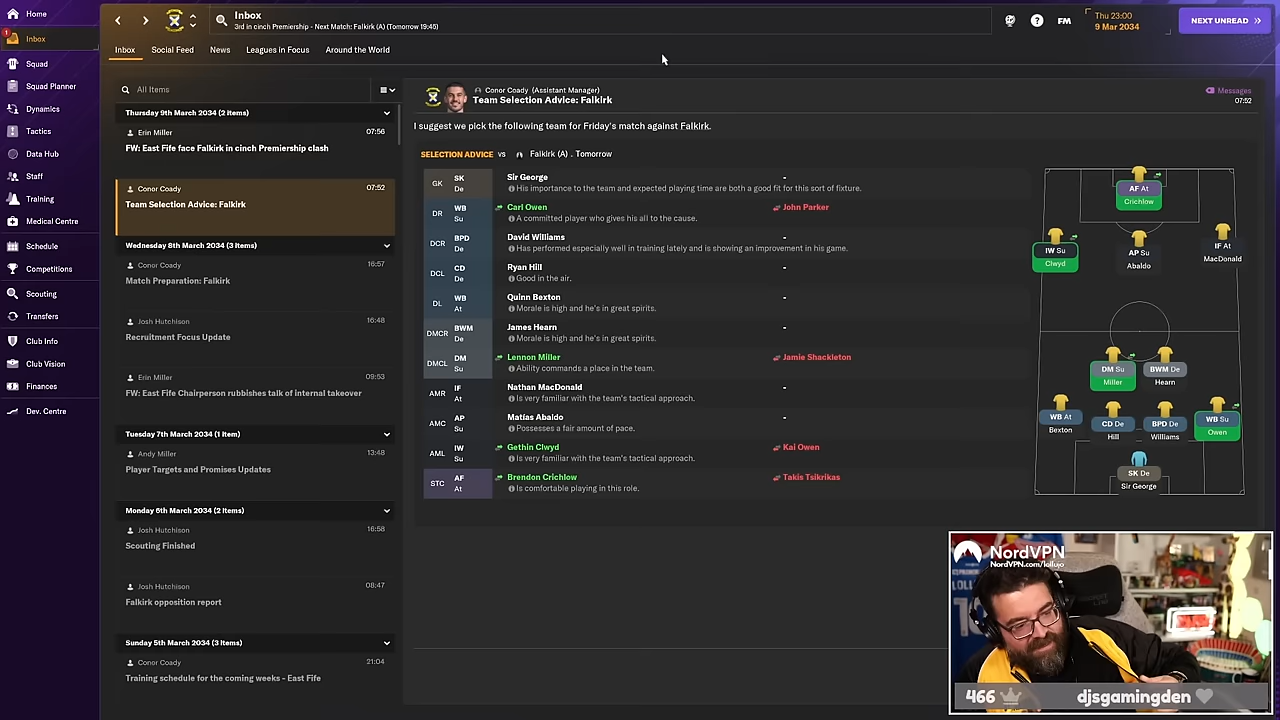 Home
Inbox
1
Squad
Squad Planner
Dynamics
Tactics
Data Hub
Staff
Training
Medical Centre
Schedule
Competitions
Scouting
Transfers
Club Info
Club Vision
Finances
Dev. Centre
Inbox
3rd in cinch Premiership - Next Match: Falkirk (A) (Tomorrow 19:45)
? FM
Thu 23:00
9 Mar 2034
NEXT UNREAD
Inbox Social Feed News Leagues in Focus Around the World
All Items
Thursday 9th March 2034 (2 Items)
Erin Miller 07:56
FW: East Fife face Falkirk in cinch Premiership clash
Conor Coady 07:52
Team Selection Advice: Falkirk
Wednesday 8th March 2034 (3 Items)
Conor Coady 16:57
Match Preparation: Falkirk
Josh Hutchison 16:48
Recruitment Focus Update
Erin Miller 09:53
FW: East Fife Chairperson rubbishes talk of internal takeover
Tuesday 7th March 2034 (1 Item)
Andy Miller 13:48
Player Targets and Promises Updates
Monday 6th March 2034 (2 Items)
Josh Hutchison 16:58
Scouting Finished
Josh Hutchison 08:47
Falkirk opposition report
Sunday 5th March 2034 (3 Items)
Conor Coady 21:04
Training schedule for the coming weeks - East Fife
Conor Coady (Assistant Manager)
Team Selection Advice: Falkirk
Messages
07:52
I suggest we pick the following team for Friday's match against Falkirk.
SELECTION ADVICE vs Falkirk (A) . Tomorrow
GK SK De Sir George -
His importance to the team and expected playing time are both a good fit for this sort of fixture.
DR WB Su Carl Owen John Parker
A committed player who gives his all to the cause.
DCR BPD De David Williams -
Has performed especially well in training lately and is showing an improvement in his game.
DCL CD De Ryan Hill -
Good in the air.
DL WB At Quinn Bexton -
Morale is high and he's in great spirits.
DMCR BWM De James Hearn -
Morale is high and he's in great spirits.
DMCL DM Su Lennon Miller Jamie Shackleton
Ability commands a place in the team.
AMR IF At Nathan MacDonald -
Is very familiar with the team's tactical approach.
AMC AP Su Matías Abaldo -
Possesses a fair amount of pace.
AML IW Su Gethin Clwyd Kai Owen
Is very familiar with the team's tactical approach.
STC AF At Brendon Crichlow Takis Tsikrikas
Is comfortable playing in this role.
AF At
Crichlow
IW Su
Clwyd
AP Su
Abaldo
IF At
MacDonald
DM Su
Miller
BWM De
Hearn
WB At
Bexton
CD De
Hill
BPD De
Williams
WB Su
Owen
SK De
Sir George
NordVPN
NordVPN.com/lollujo
466 djsgamingden